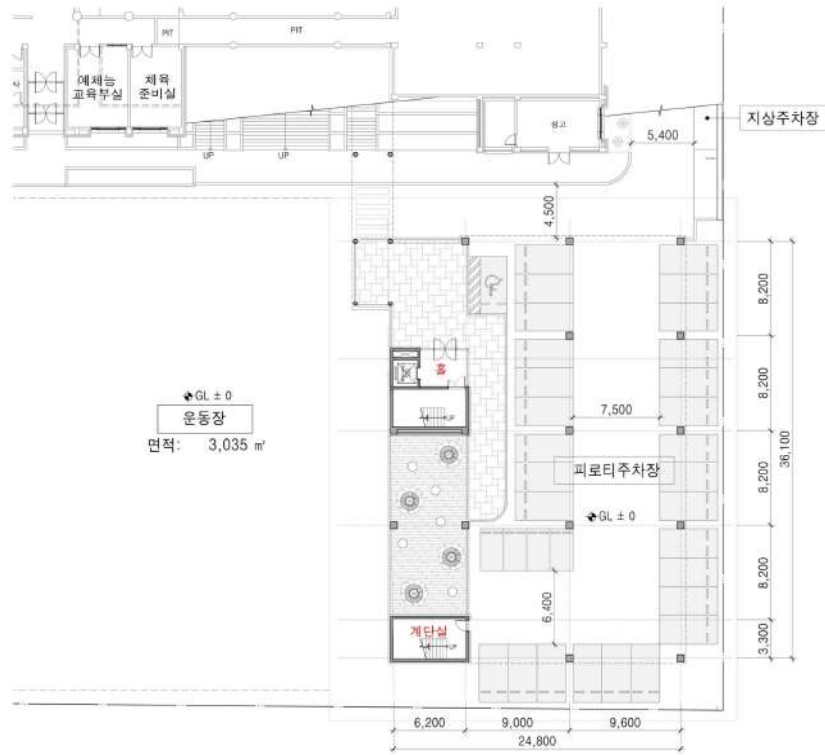 PIT
PIT
예체능
교육부실
체육
준비실
창고
지상주차장
5,400
UP
UP
4,500
8,200
GL ± 0
운동장
면적: 3,035 ㎡
홀
8,200
7,500
UP
36,100
피로티주차장
8,200
GL ± 0
8,200
6,400
계단실
UP
3,300
6,200
9,000
9,600
24,800